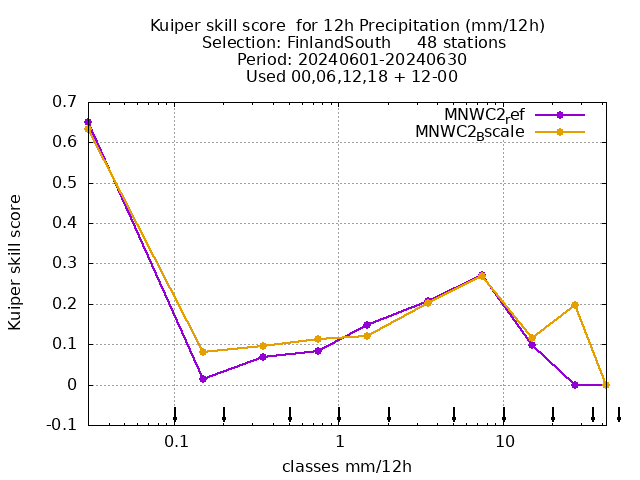 Kuiper skill score  for 12h Precipitation (mm/12h)
Selection: FinlandSouth     48 stations
Period: 20240601-20240630
Used 00,06,12,18 + 12-00
MNWC2_ref
MNWC2_Bscale
0.7
0.6
0.5
0.4
0.3
0.2
0.1
0
-0.1
Kuiper skill score
0.1 1 10
classes mm/12h